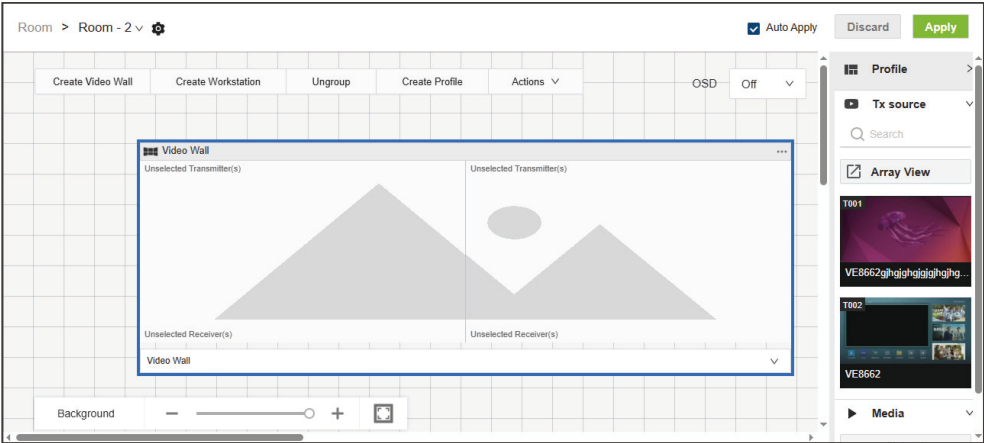 Room > Room - 2
Auto Apply
Discard
Apply
Create Video Wall
Create Workstation
Ungroup
Create Profile
Actions
OSD
Off
Video Wall
Unselected Transmitter(s)
Unselected Transmitter(s)
Unselected Receiver(s)
Unselected Receiver(s)
Video Wall
Background
Profile
Tx source
Search
Array View
T001
VE8662gjhgjghgjgjgjhgjhg...
T002
VE8662
Media